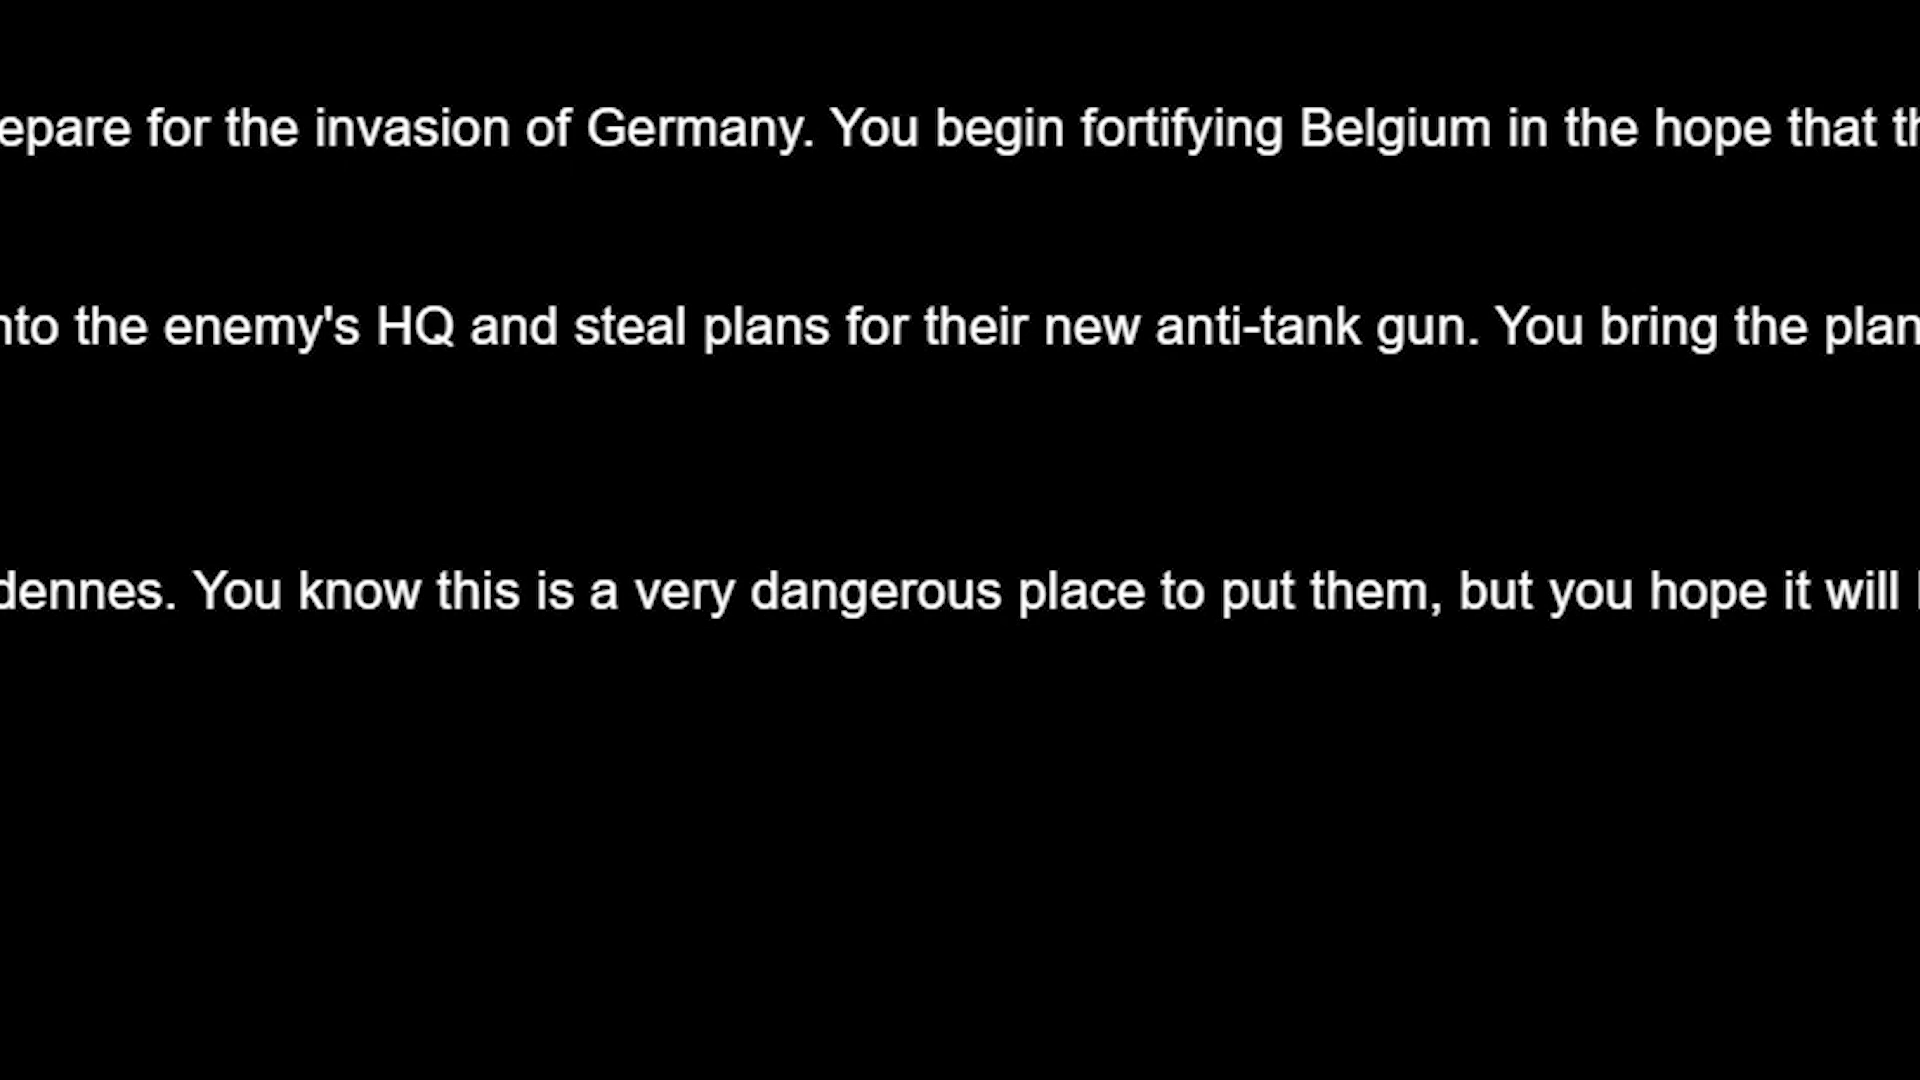 epare for the invasion of Germany. You begin fortifying Belgium in the hope that th
nto the enemy's HQ and steal plans for their new anti-tank gun. You bring the plan
dennes. You know this is a very dangerous place to put them, but you hope it will